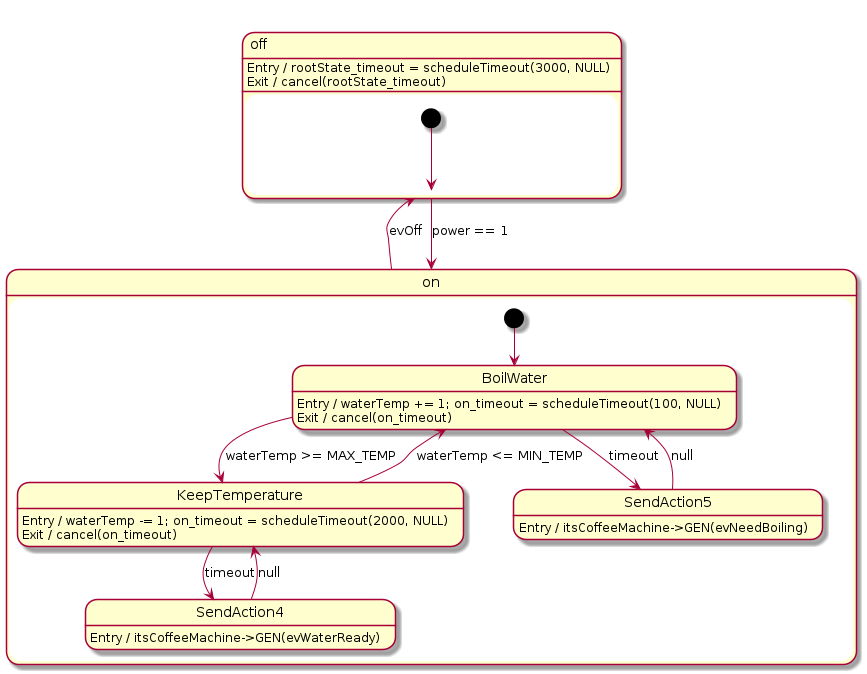 off
Entry / rootState_timeout = scheduleTimeout(3000, NULL)
Exit / cancel(rootState_timeout)
evOff
power == 1
on
BoilWater
Entry / waterTemp += 1; on_timeout = scheduleTimeout(100, NULL)
Exit / cancel(on_timeout)
waterTemp >= MAX_TEMP
waterTemp <= MIN_TEMP
timeout
null
KeepTemperature
Entry / waterTemp -= 1; on_timeout = scheduleTimeout(2000, NULL)
Exit / cancel(on_timeout)
SendAction5
Entry / itsCoffeeMachine->GEN(evNeedBoiling)
timeout
null
SendAction4
Entry / itsCoffeeMachine->GEN(evWaterReady)